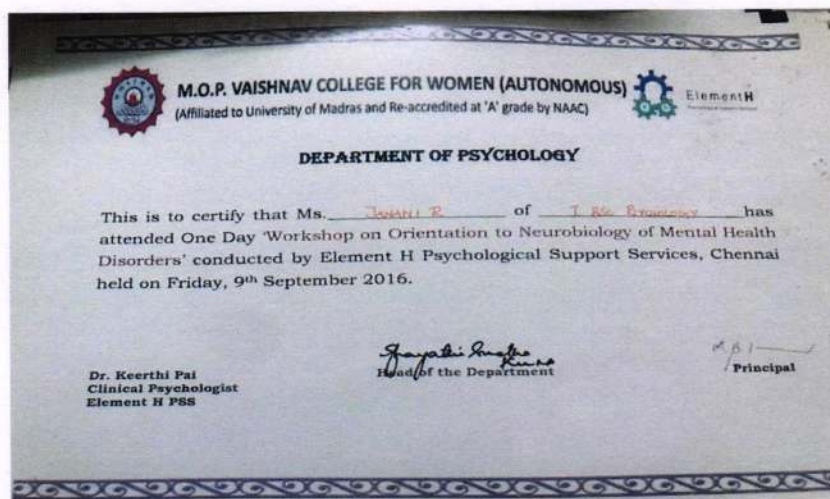 M.O.P. VAISHNAV COLLEGE FOR WOMEN (AUTONOMOUS)
(Affiliated to University of Madras and Re-accredited at 'A' grade by NAAC)
ElementH
DEPARTMENT OF PSYCHOLOGY
This is to certify that Ms. JANANI R of I BSc Psychology has
attended One Day 'Workshop on Orientation to Neurobiology of Mental Health
Disorders' conducted by Element H Psychological Support Services, Chennai
held on Friday, 9th September 2016.
Dr. Keerthi Pai
Clinical Psychologist
Element H PSS
Head of the Department
Principal